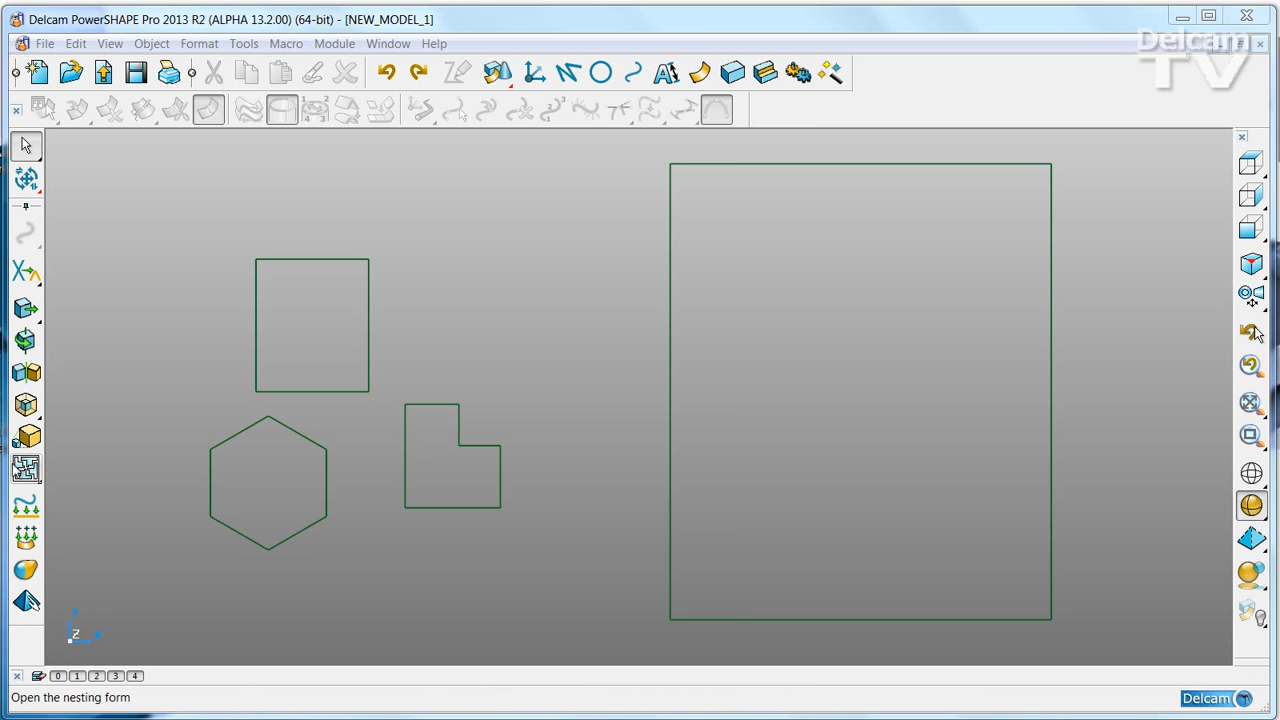 Delcam PowerSHAPE Pro 2013 R2 (ALPHA 13.2.00) (64-bit) - [NEW_MODEL_1]
File Edit View Object Format Tools Macro Module Window Help
Delcam
TV
Z
0 1 2 3 4
Open the nesting form
Delcam